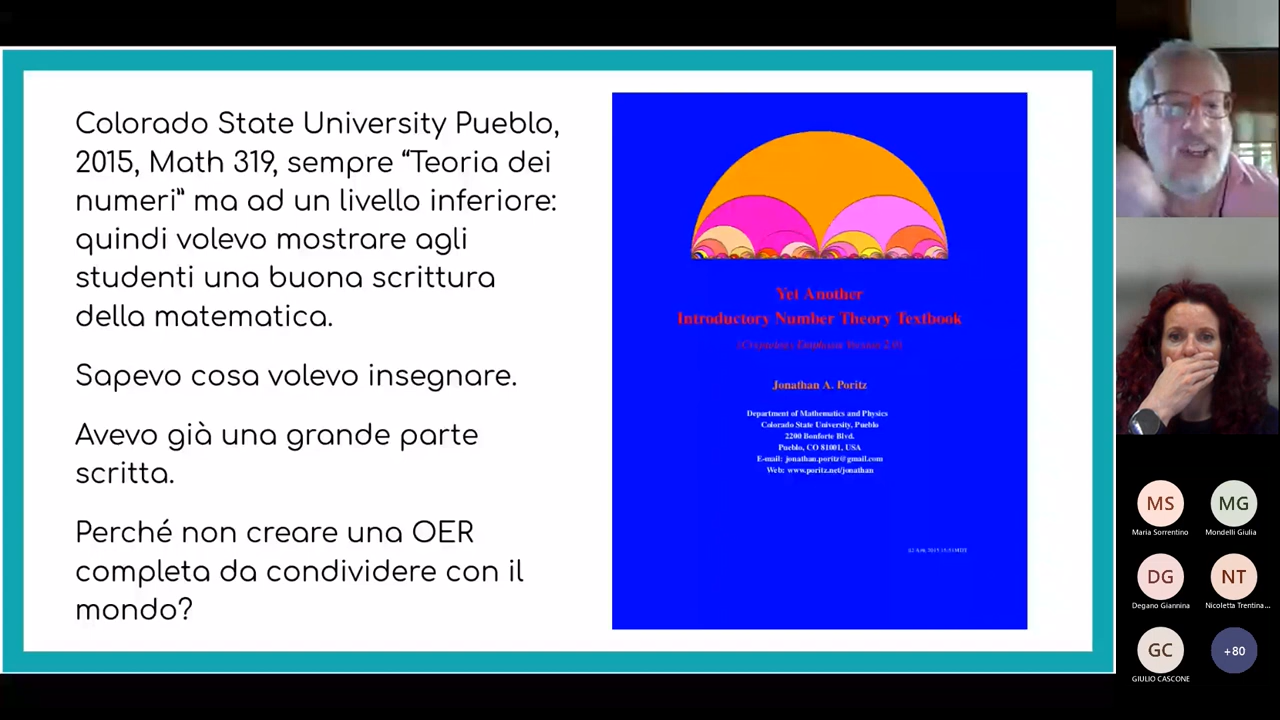 Colorado State University Pueblo,
2015, Math 319, sempre “Teoria dei
numeri” ma ad un livello inferiore:
quindi volevo mostrare agli
studenti una buona scrittura
della matematica.
Sapevo cosa volevo insegnare.
Avevo già una grande parte
scritta.
Perché non creare una OER
completa da condividere con il
mondo?
Yet Another
Introductory Number Theory Textbook
Jonathan A. Poritz
Department of Mathematics and Physics
Colorado State University, Pueblo
2200 Bonforte Blvd.
Pueblo, CO 81001, USA
E-mail: jonathan.poritz@gmail.com
Web: www.poritz.net/jonathan
MS
MG
Maria Sorrentino
Mondelli Giulia
DG
NT
Degano Giannina
Nicoletta Trentina...
GC
+80
GIULIO CASCONE